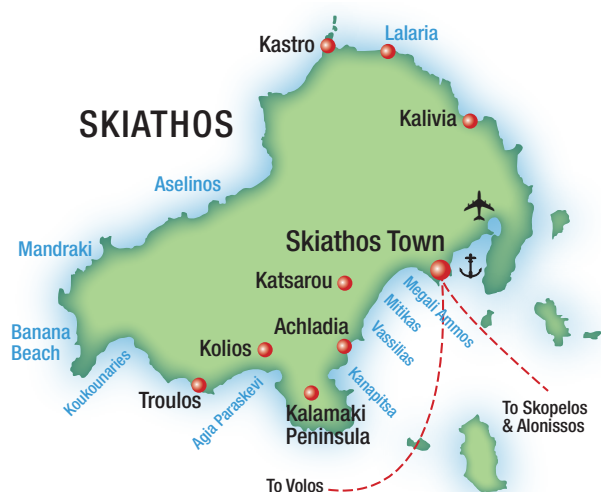 Kastro
Lalaria
SKIATHOS
Kalivia
Aselinos
Skiathos Town
Mandraki
Katsarou
Megali Ammos
Mitikas
Vassilias
Achladia
Banana
Beach
Kolios
Koukounaries
Kanapitsa
Troulos
Agia Paraskevi
Kalamaki
Peninsula
To Skopelos
& Alonissos
To Volos